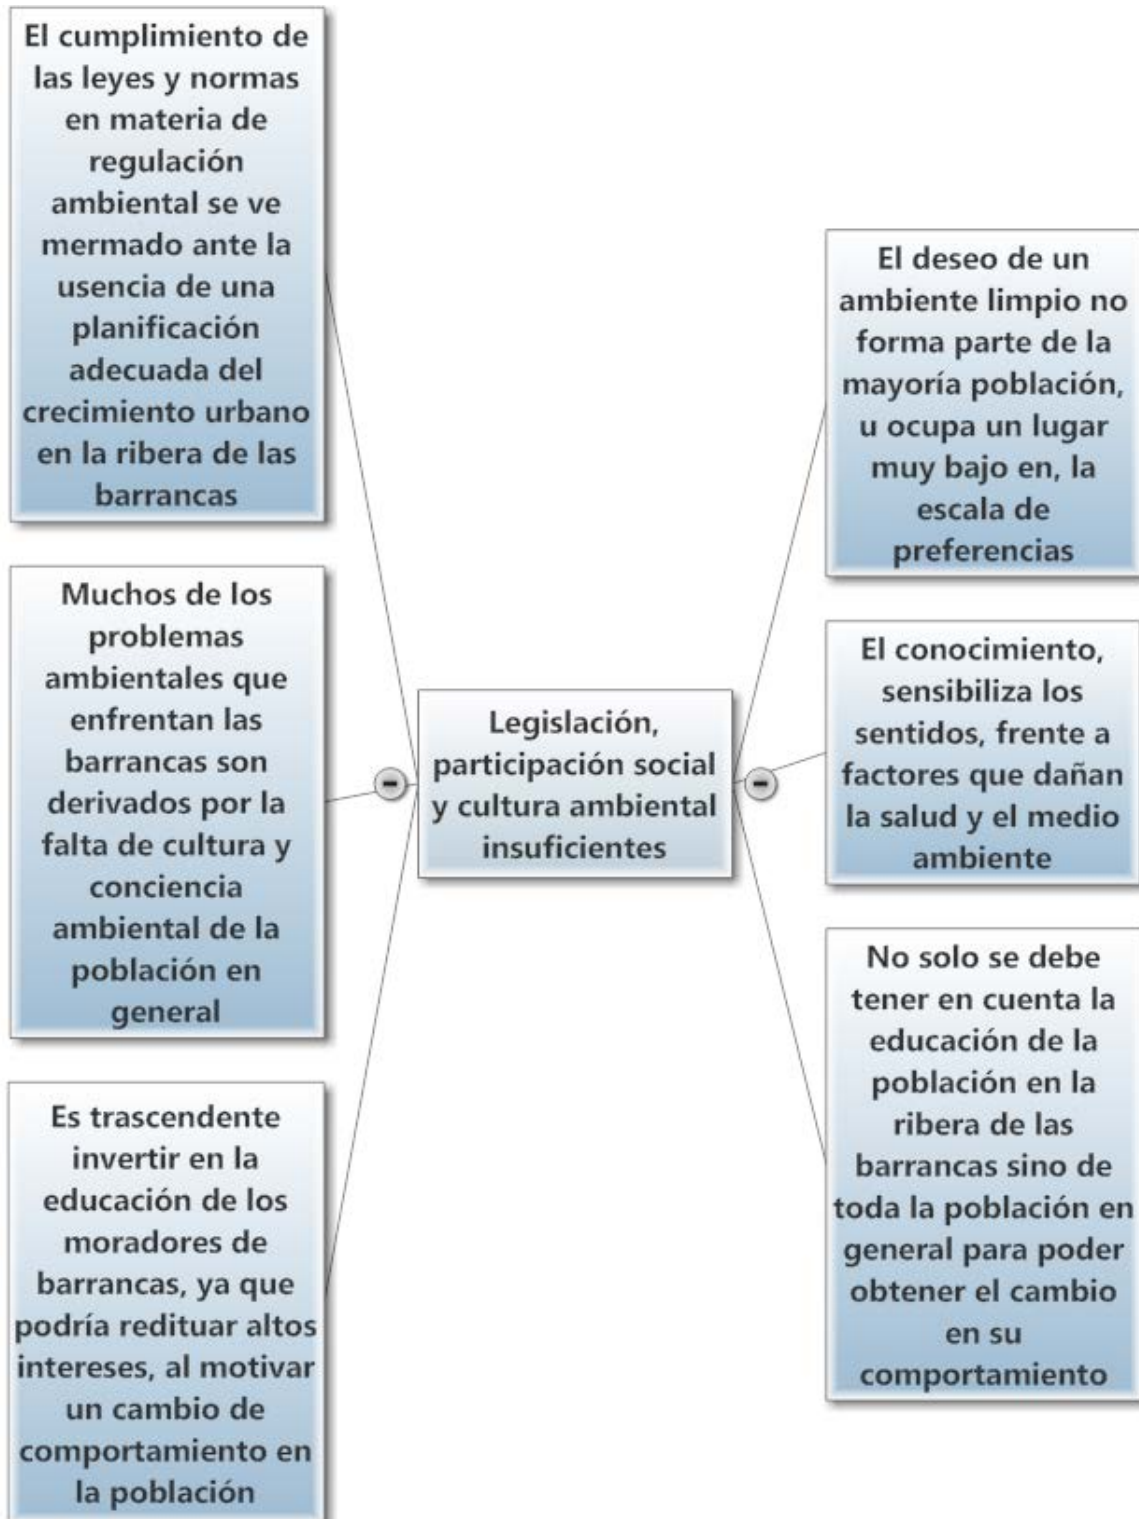 El cumplimiento de
las leyes y normas
en materia de
regulación
ambiental se ve
mermado ante la
usencia de una
planificación
adecuada del
crecimiento urbano
en la ribera de las
barrancas
Muchos de los
problemas
ambientales que
enfrentan las
barrancas son
derivados por la
falta de cultura y
conciencia
ambiental de la
población en
general
Es trascendente
invertir en la
educación de los
moradores de
barrancas, ya que
podría redituar altos
intereses, al motivar
un cambio de
comportamiento en
la población
Legislación,
participación social
y cultura ambiental
insuficientes
El deseo de un
ambiente limpio no
forma parte de la
mayoría población,
u ocupa un lugar
muy bajo en, la
escala de
preferencias
El conocimiento,
sensibiliza los
sentidos, frente a
factores que dañan
la salud y el medio
ambiente
No solo se debe
tener en cuenta la
educación de la
población en la
ribera de las
barrancas sino de
toda la población en
general para poder
obtener el cambio
en su
comportamiento